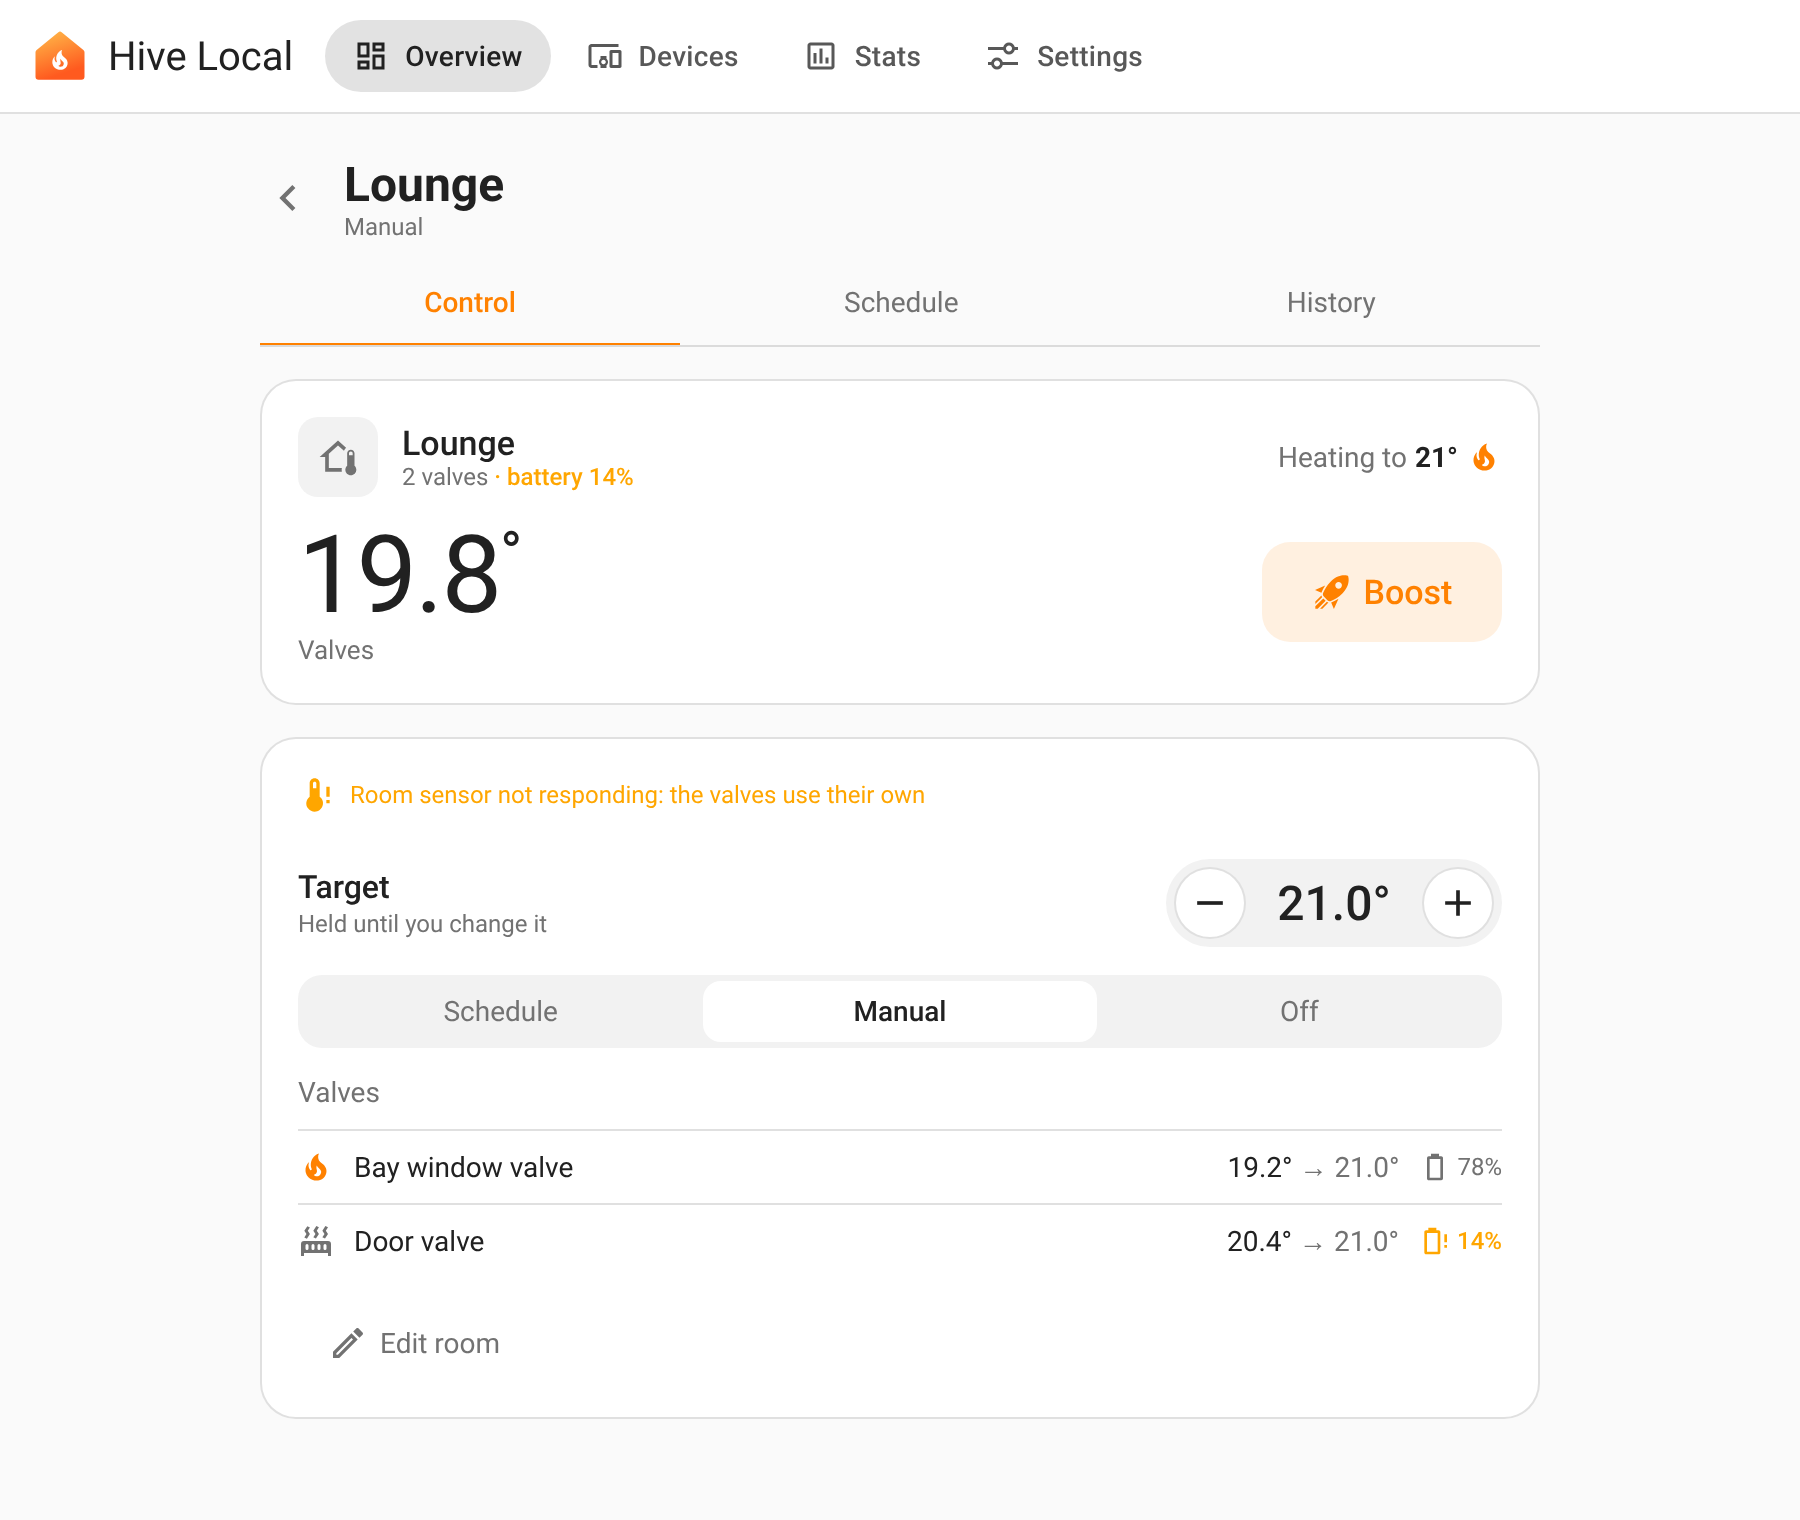 Hive Local
Overview
Devices
Stats
Settings
Lounge
Manual
Control
Schedule
History
Lounge
2 valves · battery 14%
Heating to 21°
19.8°
Valves
Boost
Room sensor not responding: the valves use their own
Target
Held until you change it
− 21.0° +
Schedule
Manual
Off
Valves
Bay window valve
19.2° → 21.0°
78%
Door valve
20.4° → 21.0°
14%
Edit room